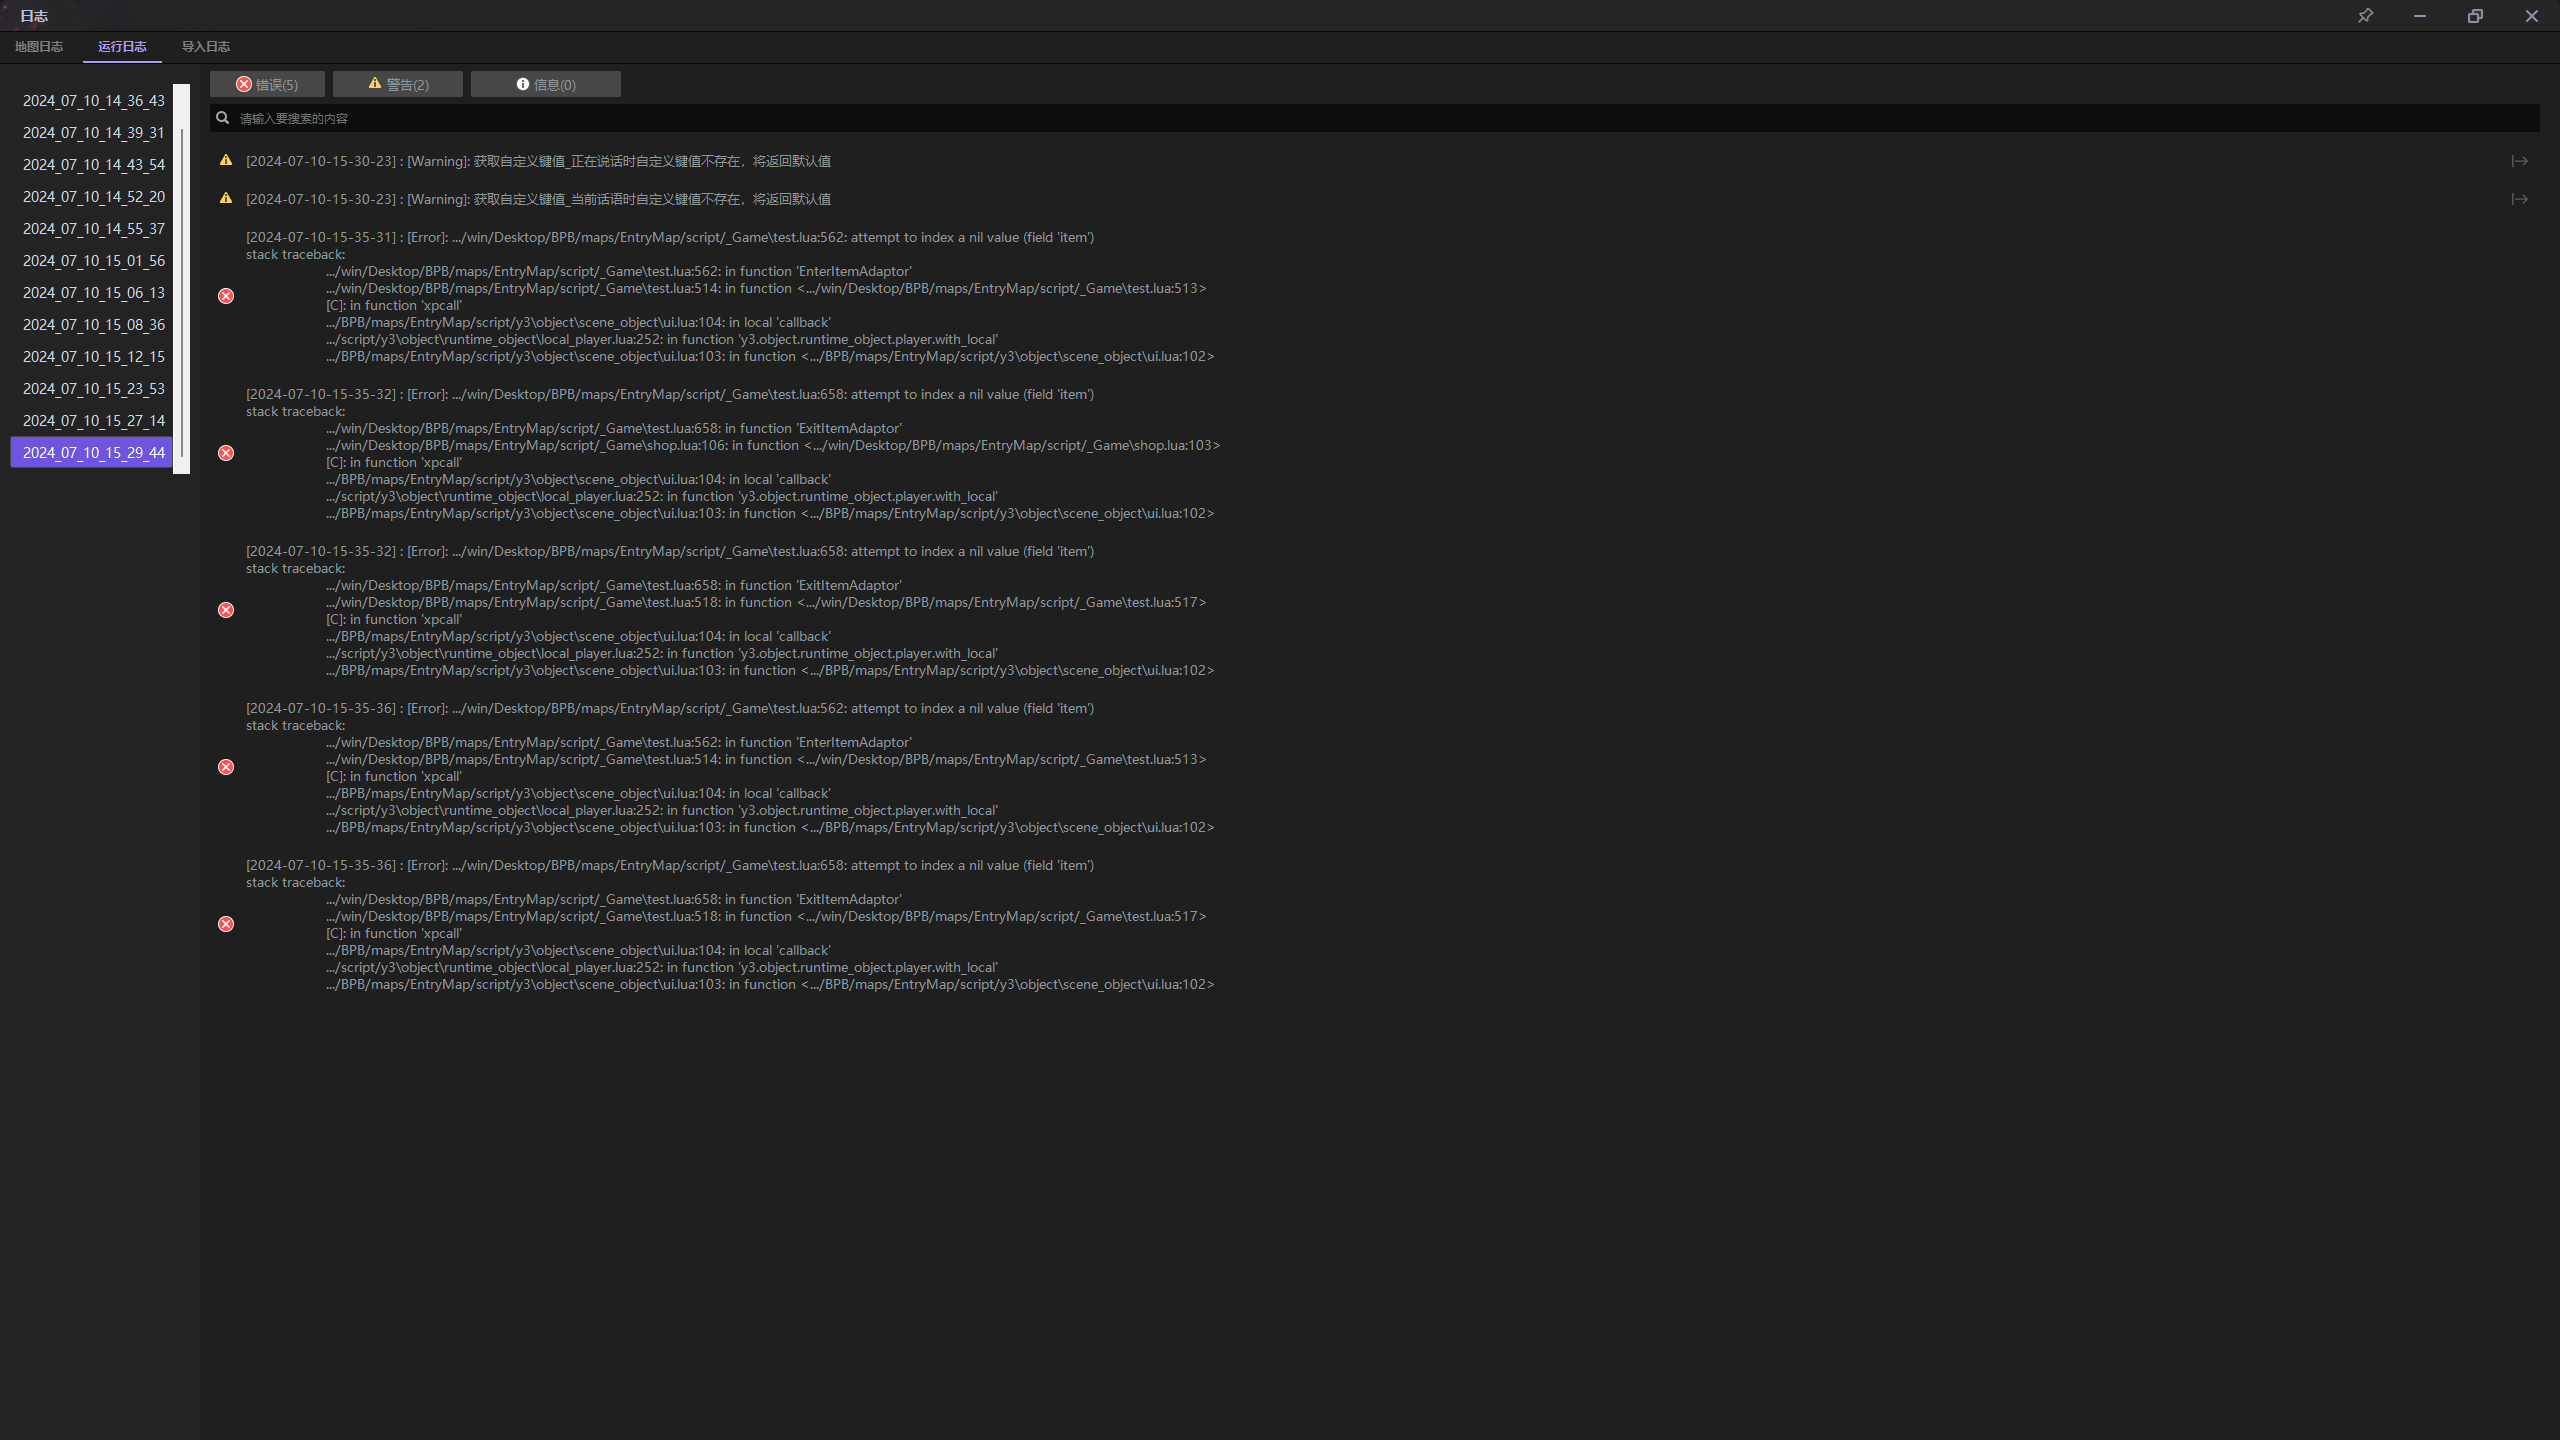 日志
地图日志 运行日志 导入日志
错误(5) 警告(2) 信息(0)
请输入要搜索的内容
2024_07_10_14_36_43
2024_07_10_14_39_31
2024_07_10_14_43_54
2024_07_10_14_52_20
2024_07_10_14_55_37
2024_07_10_15_01_56
2024_07_10_15_06_13
2024_07_10_15_08_36
2024_07_10_15_12_15
2024_07_10_15_23_53
2024_07_10_15_27_14
2024_07_10_15_29_44
[2024-07-10-15-30-23] : [Warning]: 获取自定义键值_正在说话时自定义键值不存在，将返回默认值
[2024-07-10-15-30-23] : [Warning]: 获取自定义键值_当前话语时自定义键值不存在，将返回默认值
[2024-07-10-15-35-31] : [Error]: .../win/Desktop/BPB/maps/EntryMap/script/_Game\test.lua:562: attempt to index a nil value (field 'item')
stack traceback:
.../win/Desktop/BPB/maps/EntryMap/script/_Game\test.lua:562: in function 'EnterItemAdaptor'
.../win/Desktop/BPB/maps/EntryMap/script/_Game\test.lua:514: in function <.../win/Desktop/BPB/maps/EntryMap/script/_Game\test.lua:513>
[C]: in function 'xpcall'
.../BPB/maps/EntryMap/script/y3\object\scene_object\ui.lua:104: in local 'callback'
.../script/y3\object\runtime_object\local_player.lua:252: in function 'y3.object.runtime_object.player.with_local'
.../BPB/maps/EntryMap/script/y3\object\scene_object\ui.lua:103: in function <.../BPB/maps/EntryMap/script/y3\object\scene_object\ui.lua:102>
[2024-07-10-15-35-32] : [Error]: .../win/Desktop/BPB/maps/EntryMap/script/_Game\test.lua:658: attempt to index a nil value (field 'item')
stack traceback:
.../win/Desktop/BPB/maps/EntryMap/script/_Game\test.lua:658: in function 'ExitItemAdaptor'
.../win/Desktop/BPB/maps/EntryMap/script/_Game\shop.lua:106: in function <.../win/Desktop/BPB/maps/EntryMap/script/_Game\shop.lua:103>
[C]: in function 'xpcall'
.../BPB/maps/EntryMap/script/y3\object\scene_object\ui.lua:104: in local 'callback'
.../script/y3\object\runtime_object\local_player.lua:252: in function 'y3.object.runtime_object.player.with_local'
.../BPB/maps/EntryMap/script/y3\object\scene_object\ui.lua:103: in function <.../BPB/maps/EntryMap/script/y3\object\scene_object\ui.lua:102>
[2024-07-10-15-35-32] : [Error]: .../win/Desktop/BPB/maps/EntryMap/script/_Game\test.lua:658: attempt to index a nil value (field 'item')
stack traceback:
.../win/Desktop/BPB/maps/EntryMap/script/_Game\test.lua:658: in function 'ExitItemAdaptor'
.../win/Desktop/BPB/maps/EntryMap/script/_Game\test.lua:518: in function <.../win/Desktop/BPB/maps/EntryMap/script/_Game\test.lua:517>
[C]: in function 'xpcall'
.../BPB/maps/EntryMap/script/y3\object\scene_object\ui.lua:104: in local 'callback'
.../script/y3\object\runtime_object\local_player.lua:252: in function 'y3.object.runtime_object.player.with_local'
.../BPB/maps/EntryMap/script/y3\object\scene_object\ui.lua:103: in function <.../BPB/maps/EntryMap/script/y3\object\scene_object\ui.lua:102>
[2024-07-10-15-35-36] : [Error]: .../win/Desktop/BPB/maps/EntryMap/script/_Game\test.lua:562: attempt to index a nil value (field 'item')
stack traceback:
.../win/Desktop/BPB/maps/EntryMap/script/_Game\test.lua:562: in function 'EnterItemAdaptor'
.../win/Desktop/BPB/maps/EntryMap/script/_Game\test.lua:514: in function <.../win/Desktop/BPB/maps/EntryMap/script/_Game\test.lua:513>
[C]: in function 'xpcall'
.../BPB/maps/EntryMap/script/y3\object\scene_object\ui.lua:104: in local 'callback'
.../script/y3\object\runtime_object\local_player.lua:252: in function 'y3.object.runtime_object.player.with_local'
.../BPB/maps/EntryMap/script/y3\object\scene_object\ui.lua:103: in function <.../BPB/maps/EntryMap/script/y3\object\scene_object\ui.lua:102>
[2024-07-10-15-35-36] : [Error]: .../win/Desktop/BPB/maps/EntryMap/script/_Game\test.lua:658: attempt to index a nil value (field 'item')
stack traceback:
.../win/Desktop/BPB/maps/EntryMap/script/_Game\test.lua:658: in function 'ExitItemAdaptor'
.../win/Desktop/BPB/maps/EntryMap/script/_Game\test.lua:518: in function <.../win/Desktop/BPB/maps/EntryMap/script/_Game\test.lua:517>
[C]: in function 'xpcall'
.../BPB/maps/EntryMap/script/y3\object\scene_object\ui.lua:104: in local 'callback'
.../script/y3\object\runtime_object\local_player.lua:252: in function 'y3.object.runtime_object.player.with_local'
.../BPB/maps/EntryMap/script/y3\object\scene_object\ui.lua:103: in function <.../BPB/maps/EntryMap/script/y3\object\scene_object\ui.lua:102>